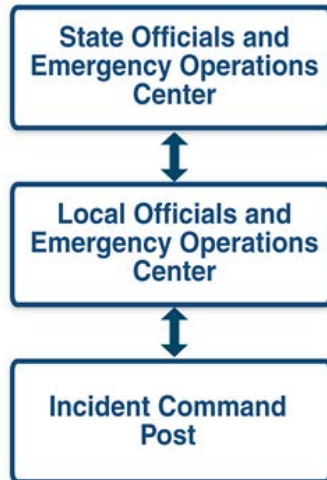 State Officials and
Emergency Operations
Center
Local Officials and
Emergency Operations
Center
Incident Command
Post